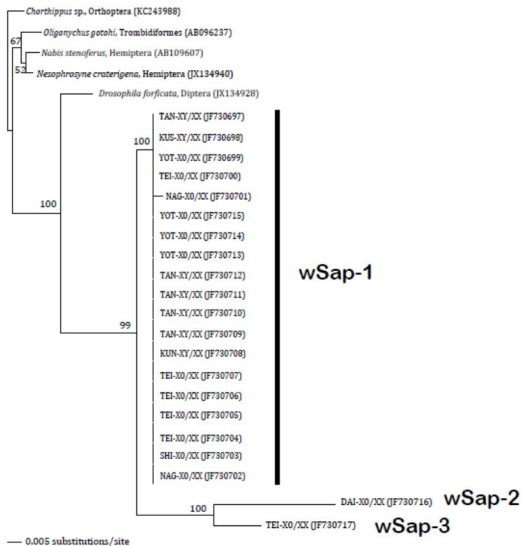 Chorthippus sp., Orthoptera (KC243988)
Oligonychus gotohi, Trombidiformes (AB096237)
67
Nabis stenoferus, Hemiptera (AB109607)
52
Nesophrosyne craterigena, Hemiptera (JX134940)
Drosophila forficata, Diptera (JX134928)
TAN-XY/XX (JF730697)
100
KUS-XY/XX (JF730698)
YOT-X0/XX (JF730699)
TEI-X0/XX (JF730700)
NAG-X0/XX (JF730701)
100
YOT-X0/XX (JF730715)
YOT-X0/XX (JF730714)
YOT-X0/XX (JF730713)
wSap-1
TAN-XY/XX (JF730712)
TAN-XY/XX (JF730711)
TAN-XY/XX (JF730710)
99
TAN-XY/XX (JF730709)
KUN-XY/XX (JF730708)
TEI-X0/XX (JF730707)
TEI-X0/XX (JF730706)
TEI-X0/XX (JF730705)
TEI-X0/XX (JF730704)
SHI-X0/XX (JF730703)
NAG-X0/XX (JF730702)
DAI-X0/XX (JF730716) wSap-2
100
TEI-X0/XX (JF730717) wSap-3
0.005 substitutions/site